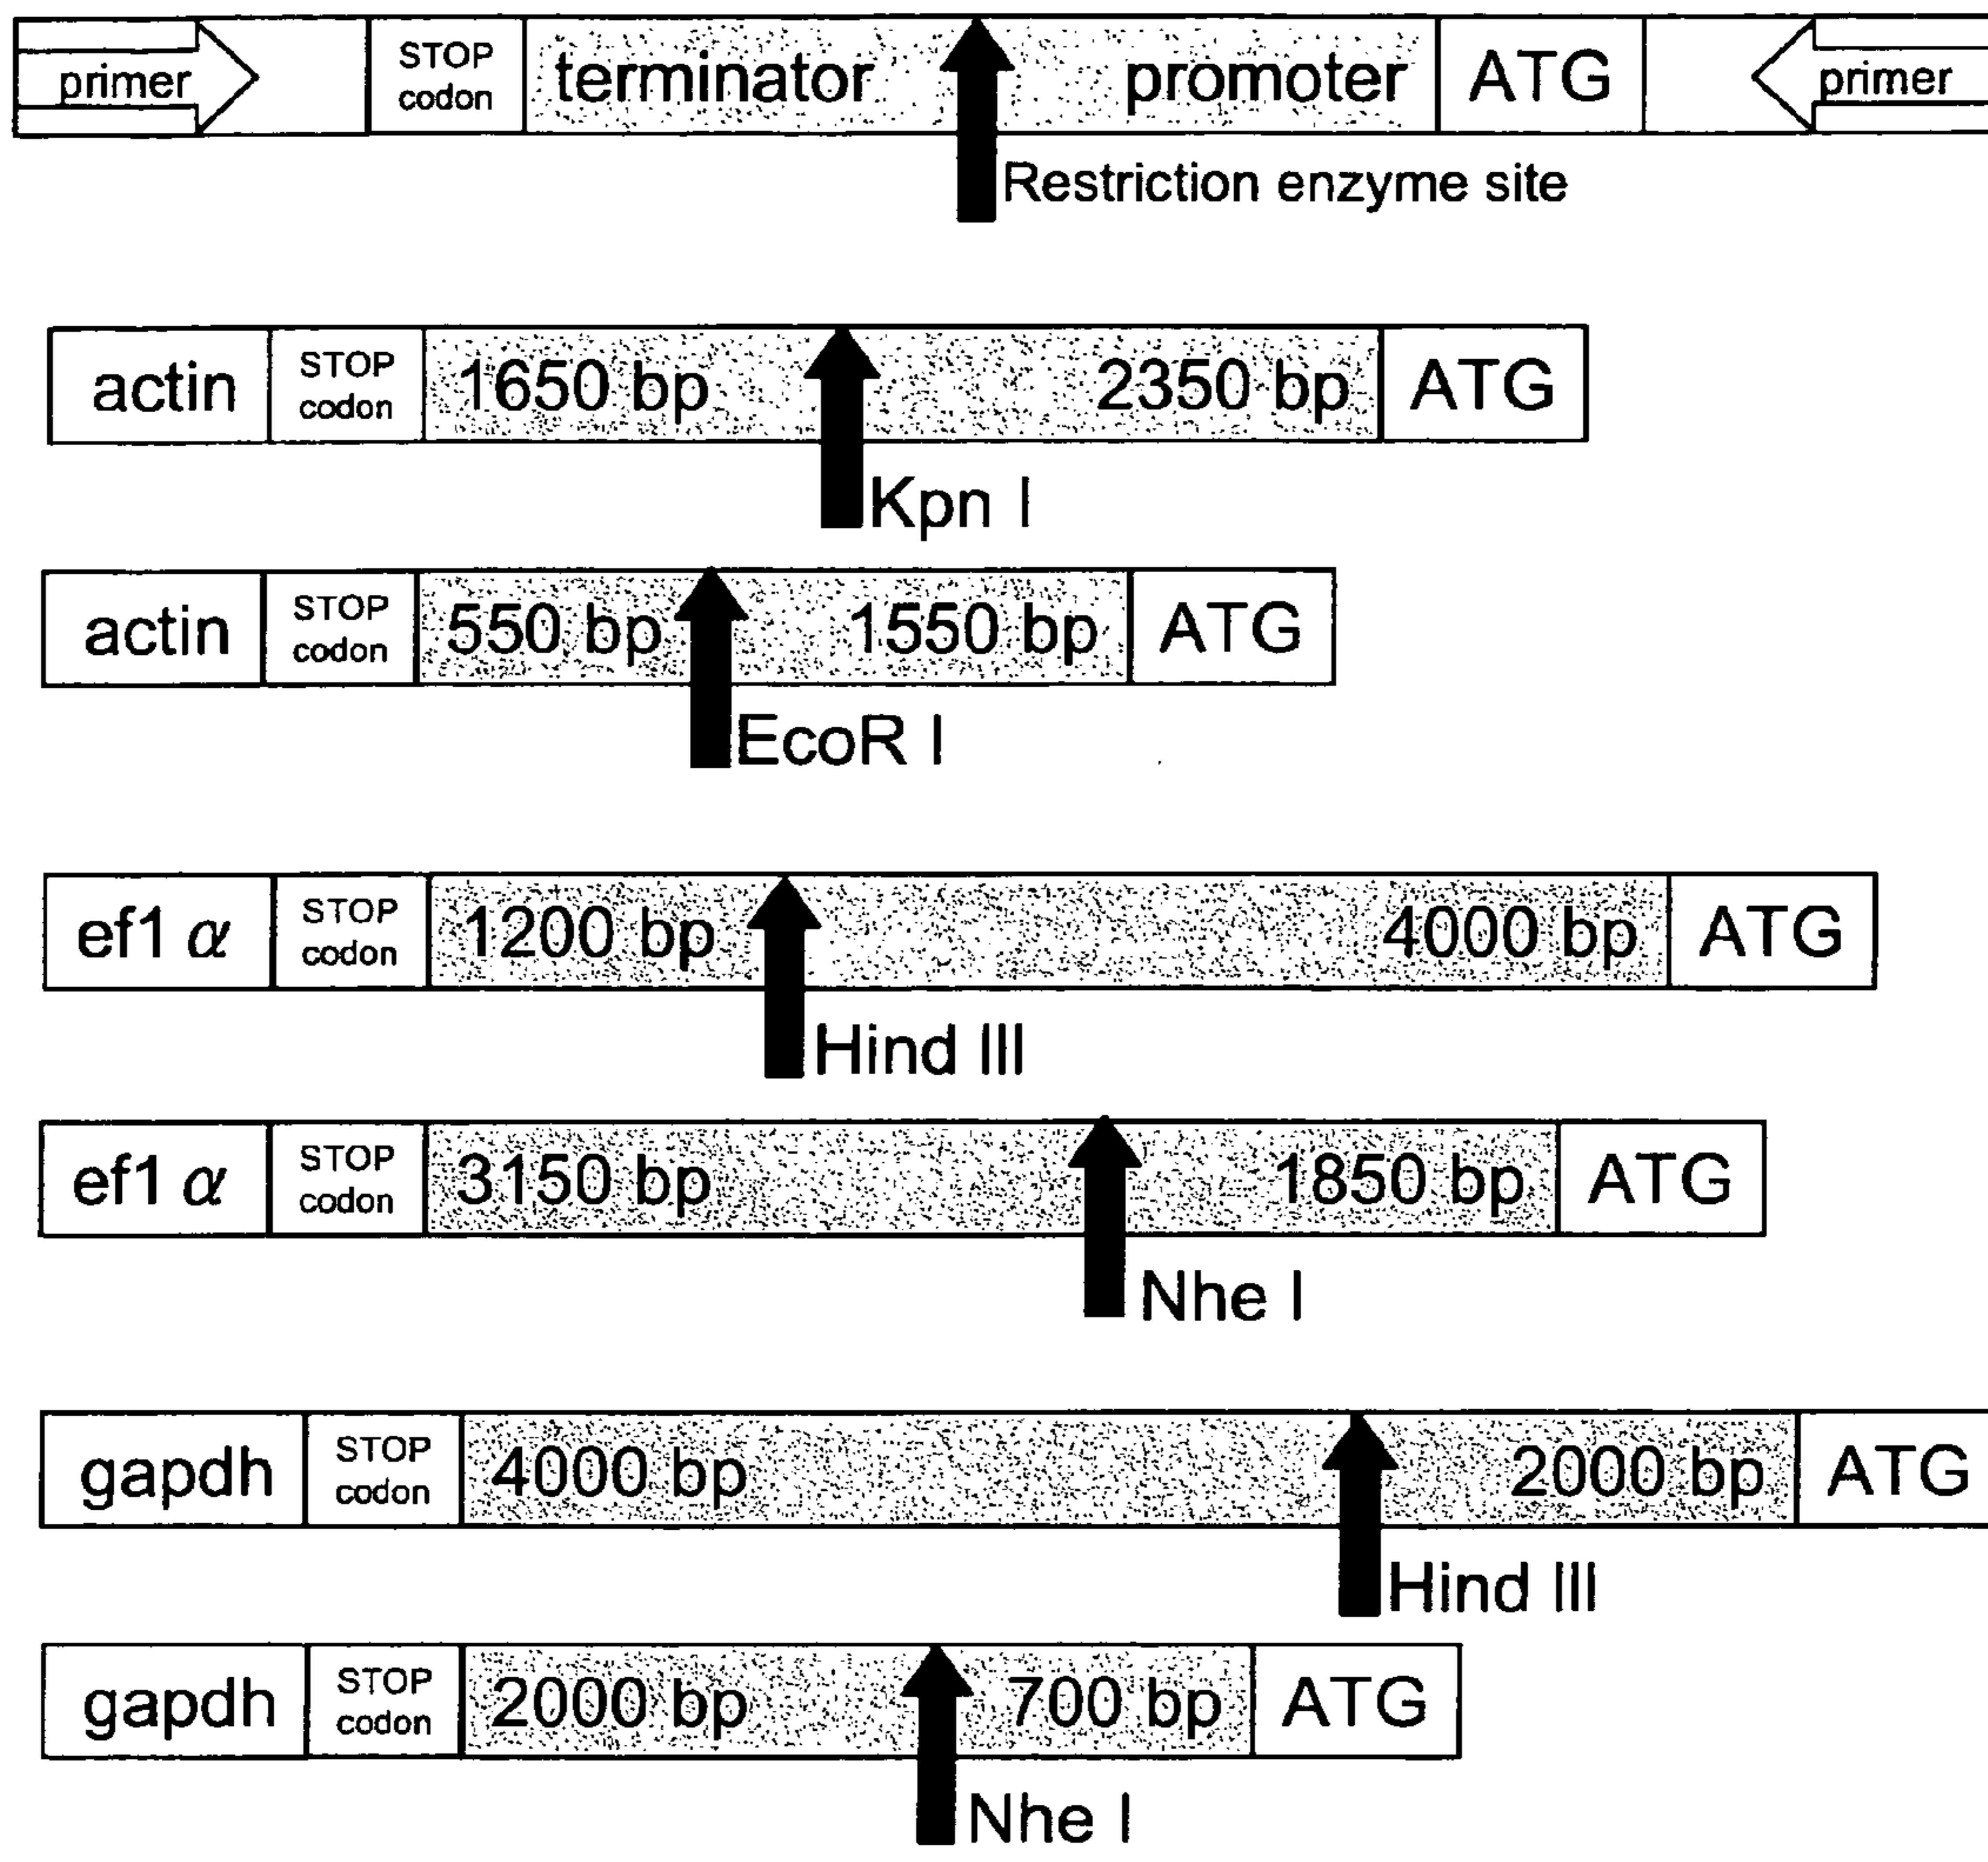 primer STOP codon terminator promoter ATG primer
Restriction enzyme site
actin STOP codon 1650 bp 2350 bp ATG
Kpn I
actin STOP codon 550 bp 1550 bp ATG
EcoR I
ef1 α STOP codon 1200 bp 4000 bp ATG
Hind III
ef1 α STOP codon 3150 bp 1850 bp ATG
Nhe I
gapdh STOP codon 4000 bp 2000 bp ATG
Hind III
gapdh STOP codon 2000 bp 700 bp ATG
Nhe I